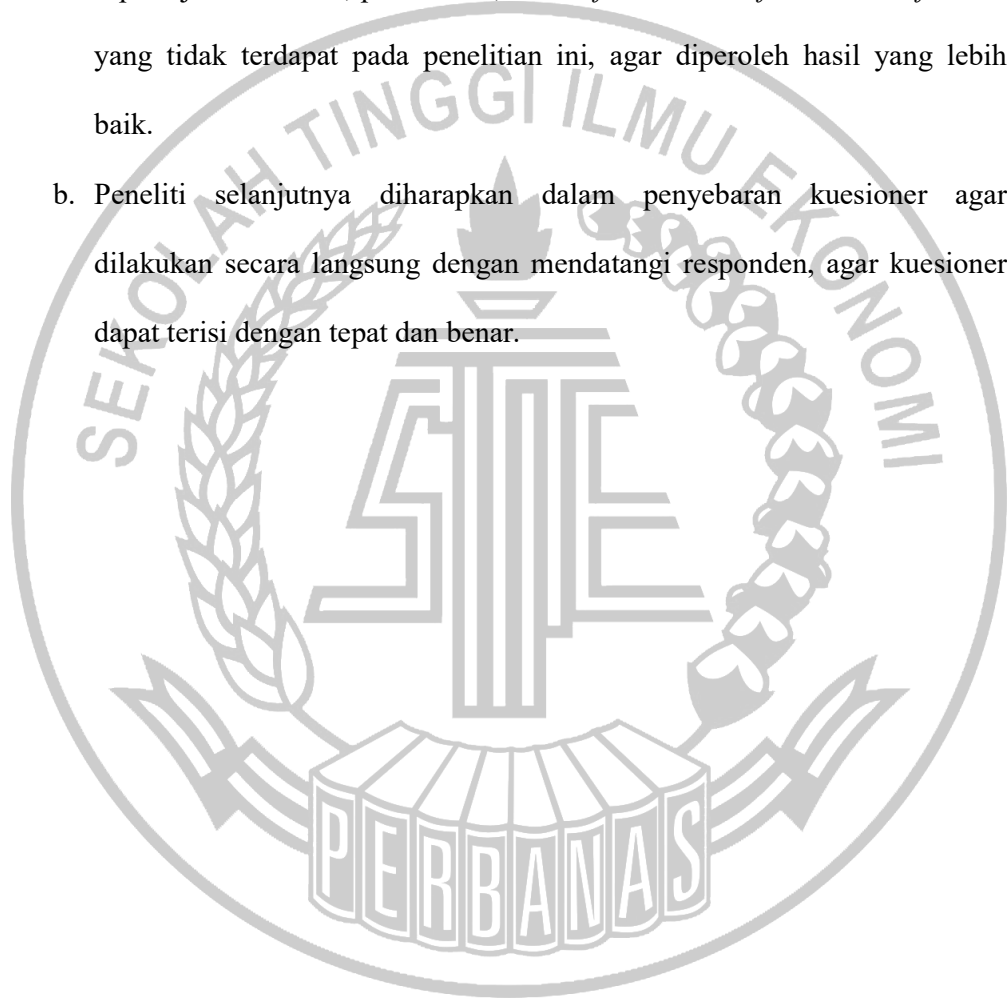 yang tidak terdapat pada penelitian ini, agar diperoleh hasil yang lebih
baik.
b. Peneliti selanjutnya diharapkan dalam penyebaran kuesioner agar
dilakukan secara langsung dengan mendatangi responden, agar kuesioner
dapat terisi dengan tepat dan benar.
SEKOLAH TINGGI ILMU EKONOMI
STIE
PERBANAS